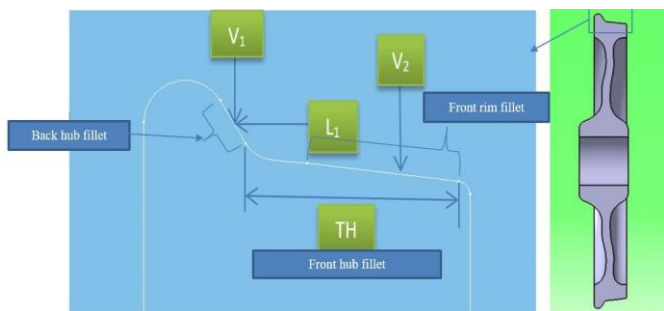 V1
V2
Front rim fillet
Back hub fillet
L1
TH
Front hub fillet